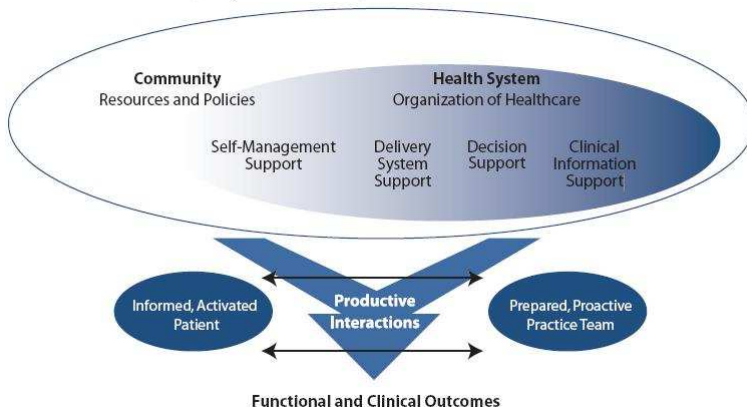 Community
Resources and Policies
Health System
Organization of Healthcare
Self-Management
Support
Delivery
System
Support
Decision
Support
Clinical
Information
Support
Informed, Activated
Patient
Productive
Interactions
Prepared, Proactive
Practice Team
Functional and Clinical Outcomes